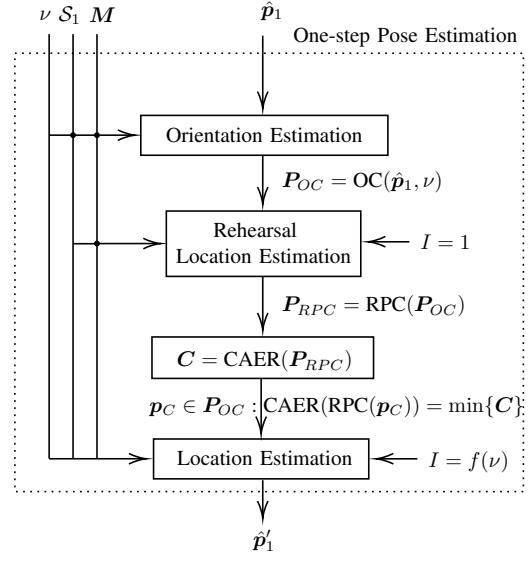 ν 𝒮₁ M p̂₁
One-step Pose Estimation
Orientation Estimation
P_OC = OC(p̂₁, ν)
Rehearsal
Location Estimation
I = 1
P_RPC = RPC(P_OC)
C = CAER(P_RPC)
p_C ∈ P_OC : CAER(RPC(p_C)) = min{C}
Location Estimation
I = f(ν)
p̂′₁